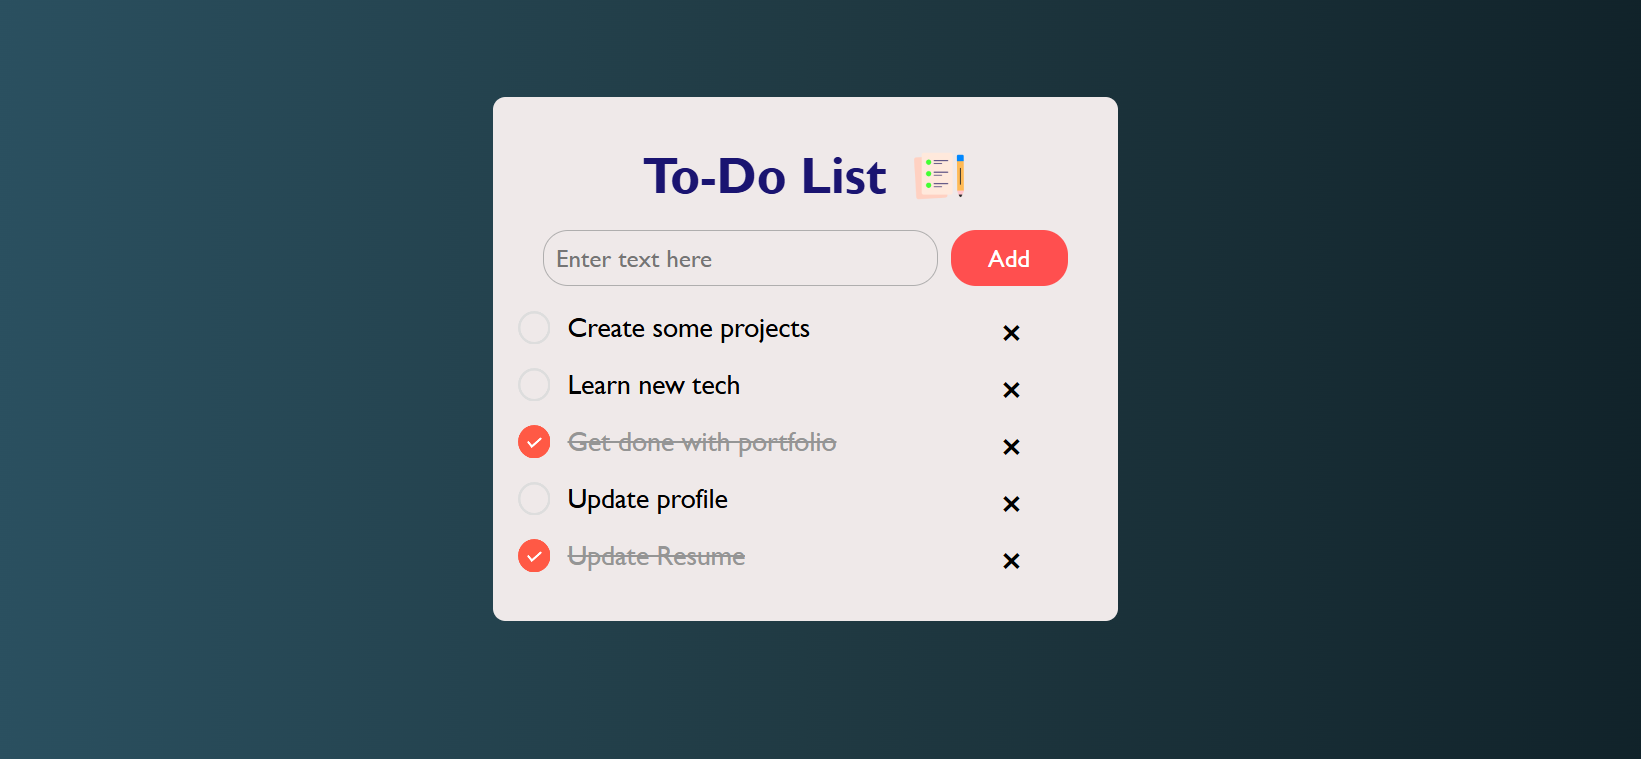 To-Do List
Enter text here
Add
Create some projects
Learn new tech
Get done with portfolio
Update profile
Update Resume